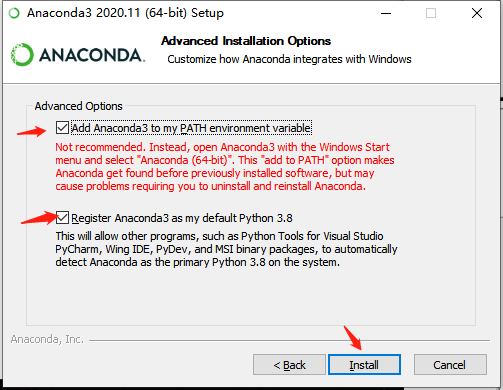 Anaconda3 2020.11 (64-bit) Setup
ANACONDA.
Advanced Installation Options
Customize how Anaconda integrates with Windows
Advanced Options
Add Anaconda3 to my PATH environment variable
Not recommended. Instead, open Anaconda3 with the Windows Start
menu and select "Anaconda (64-bit)". This "add to PATH" option makes
Anaconda get found before previously installed software, but may
cause problems requiring you to uninstall and reinstall Anaconda.
Register Anaconda3 as my default Python 3.8
This will allow other programs, such as Python Tools for Visual Studio
PyCharm, Wing IDE, PyDev, and MSI binary packages, to automatically
detect Anaconda as the primary Python 3.8 on the system.
Anaconda, Inc.
< Back
Install
Cancel